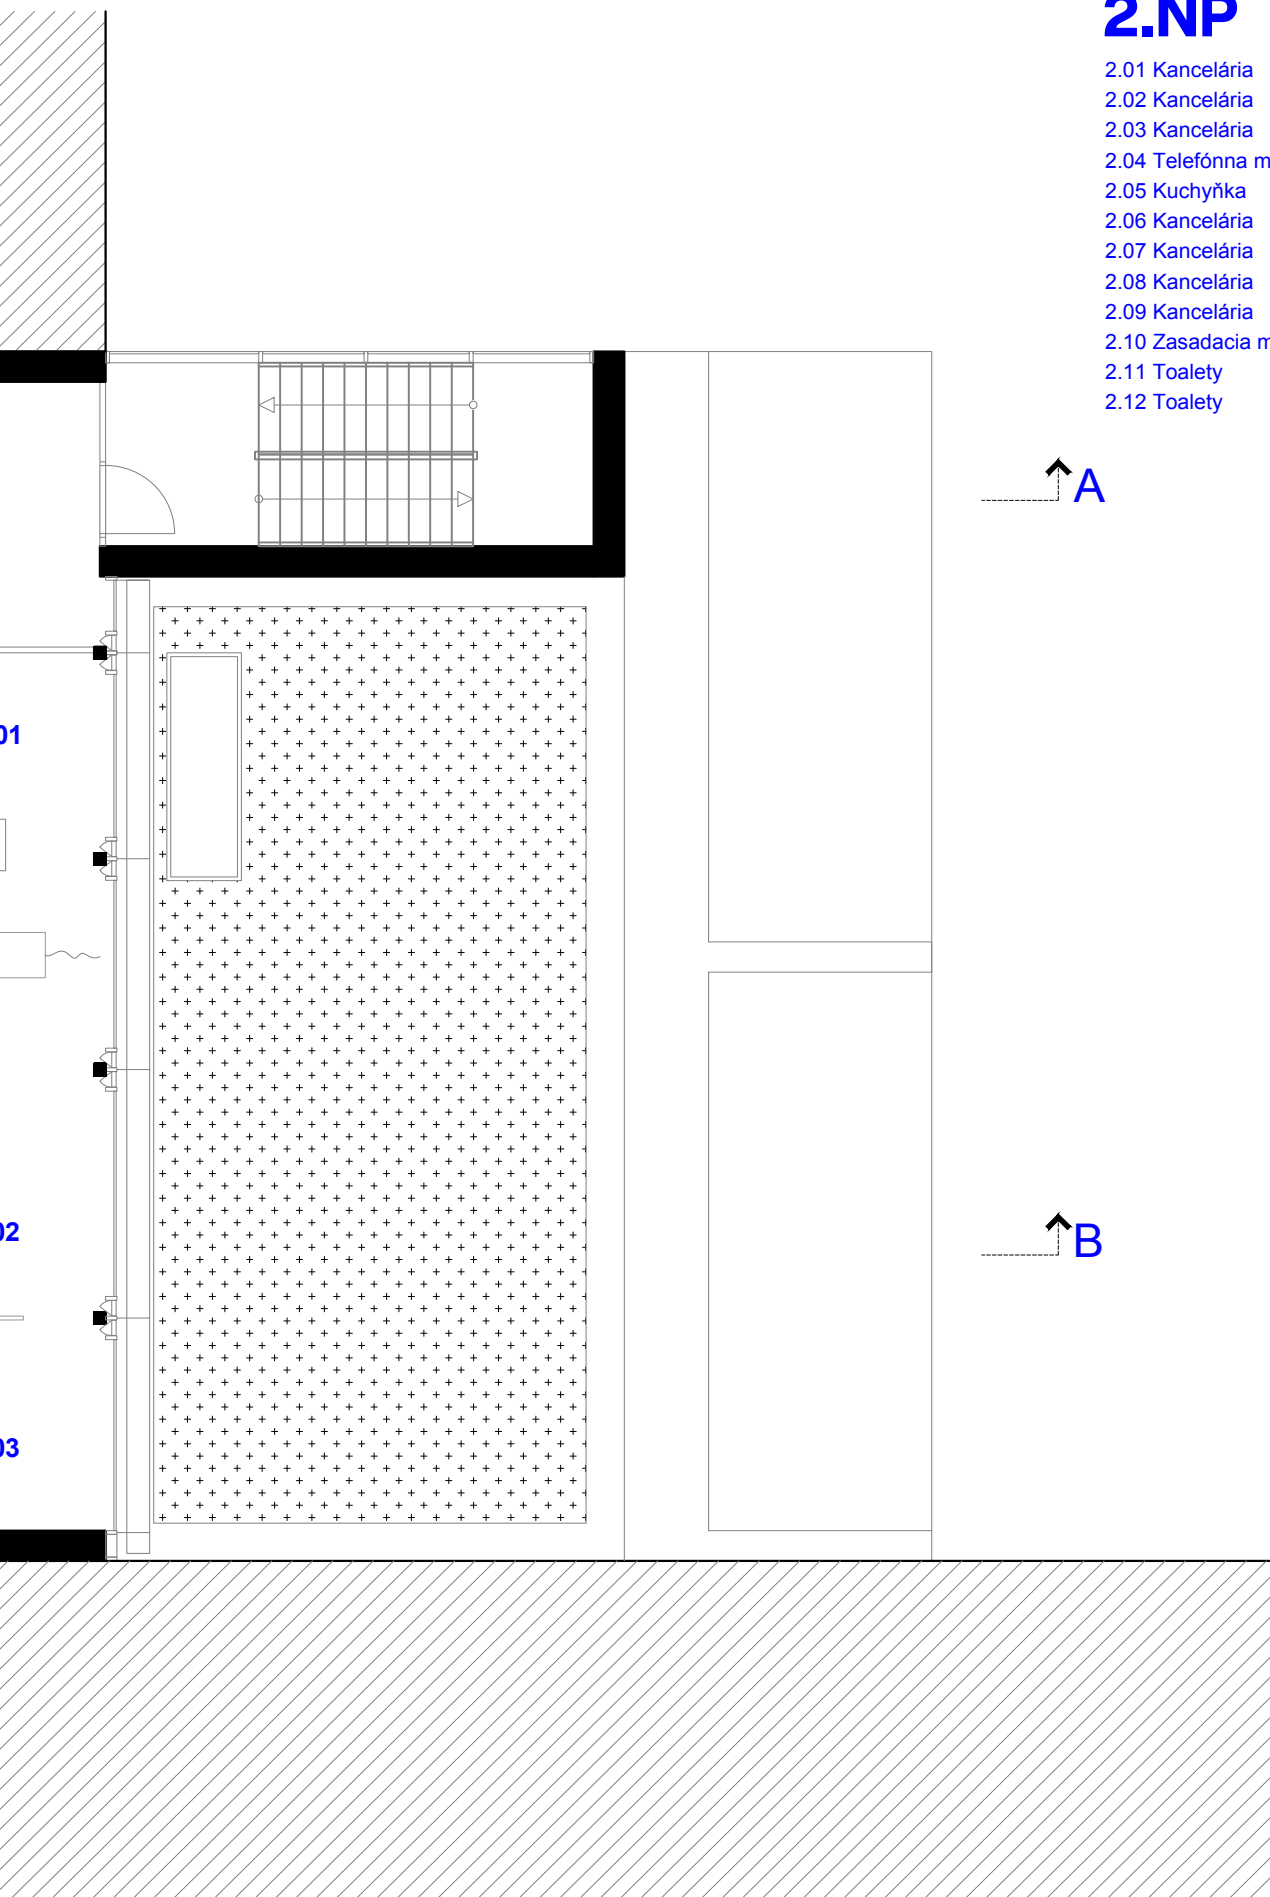 2.NP
2.01 Kancelária
2.02 Kancelária
2.03 Kancelária
2.04 Telefónna
2.05 Kuchyňka
2.06 Kancelária
2.07 Kancelária
2.08 Kancelária
2.09 Kancelária
2.10 Zasadacia
2.11 Toalety
2.12 Toalety
A
01
B
02
03